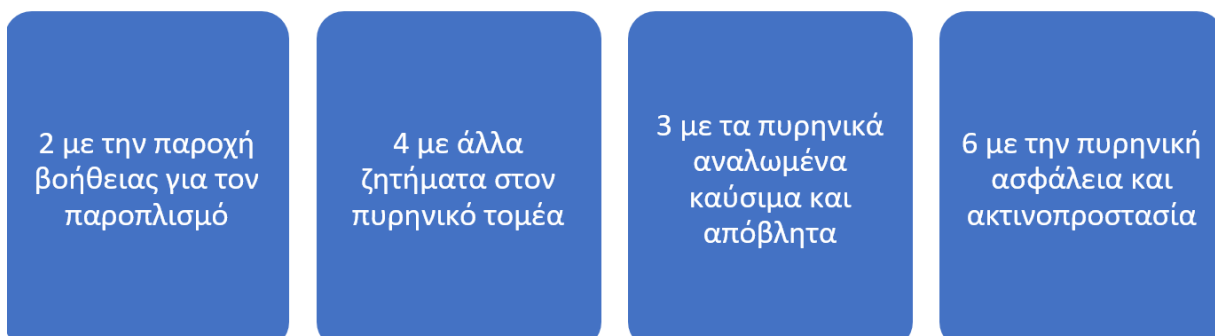 2 με την παροχή
βοήθειας για τον
παροπλισμό
4 με άλλα
ζητήματα στον
πυρηνικό τομέα
3 με τα πυρηνικά
αναλωμένα
καύσιμα και
απόβλητα
6 με την πυρηνική
ασφάλεια και
ακτινοπροστασία